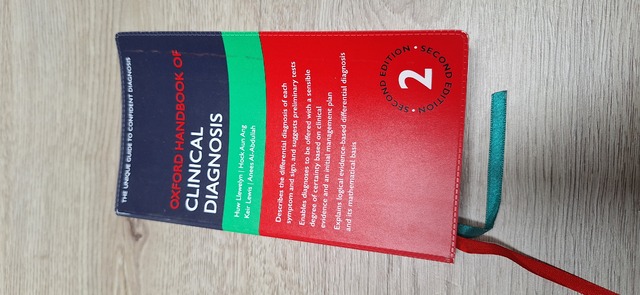 THE UNIQUE GUIDE TO CONFIDENT DIAGNOSIS
OXFORD HANDBOOK OF
CLINICAL
DIAGNOSIS
Huw Llewelyn | Hock Aun Ang
Keir Lewis | Anees Al-Abdullah
Describes the differential diagnosis of each
symptom and sign, and suggests preliminary tests
Enables diagnoses to be offered with a sensible
degree of certainty based on clinical
evidence and an initial management plan
Explains logical evidence-based differential diagnosis
and its mathematical basis
SECOND EDITION • SECOND EDITION •
2